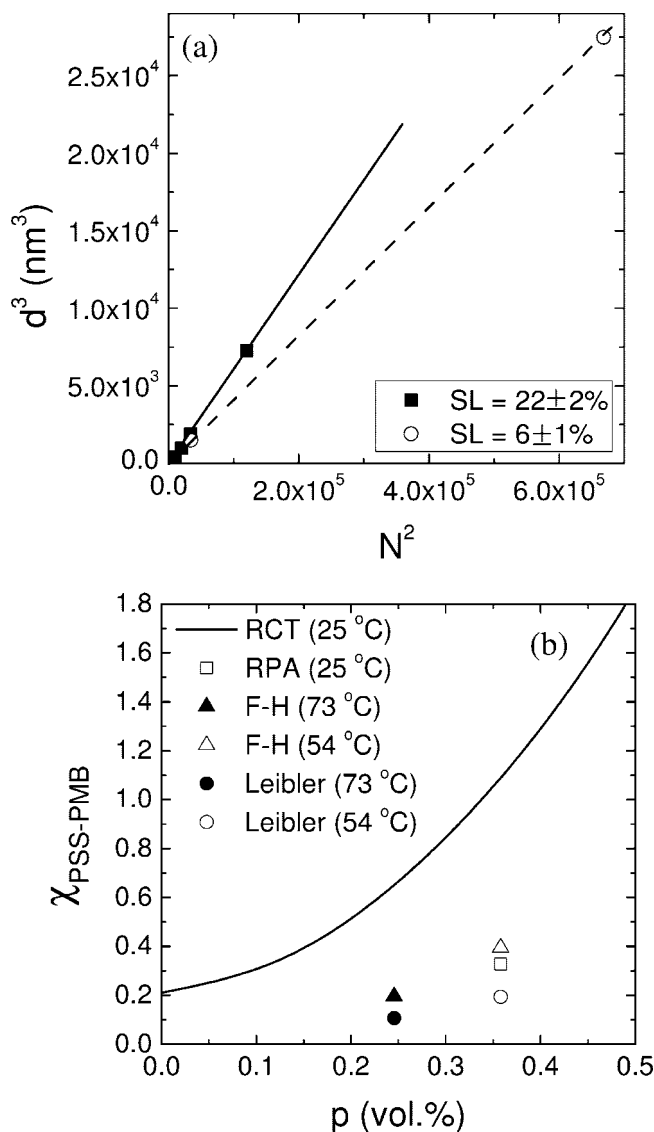 (a)
2.5x10⁴
2.0x10⁴
1.5x10⁴
1.0x10⁴
5.0x10³
0.0
d³ (nm³)
SL = 22±2%
SL = 6±1%
0.0 2.0x10⁵ 4.0x10⁵ 6.0x10⁵
N²
1.8
1.6
1.4
1.2
1.0
0.8
0.6
0.4
0.2
0.0
χPSS-PMB
RCT (25 °C)
(b)
RPA (25 °C)
F-H (73 °C)
F-H (54 °C)
Leibler (73 °C)
Leibler (54 °C)
0.0 0.1 0.2 0.3 0.4 0.5
p (vol.%)